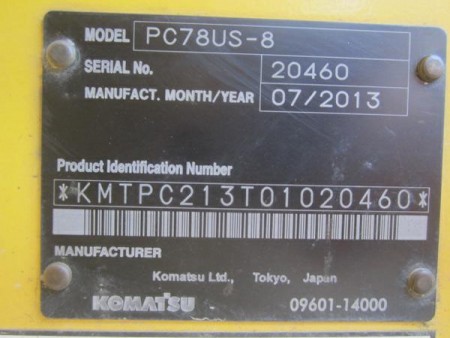 MODEL PC78US-8
SERIAL No. 20460
MANUFACT. MONTH/YEAR 07/2013
Product Identification Number
*KMTPC213T01020460*
MANUFACTURER
Komatsu Ltd., Tokyo, Japan
KOMATSU 09601-14000